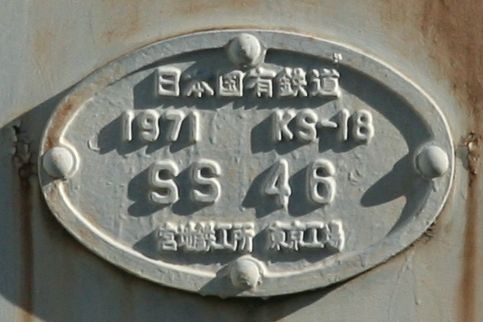 日本国有鉄道
1971 KS-18
SS 46
宮地鉄工所 東京工場